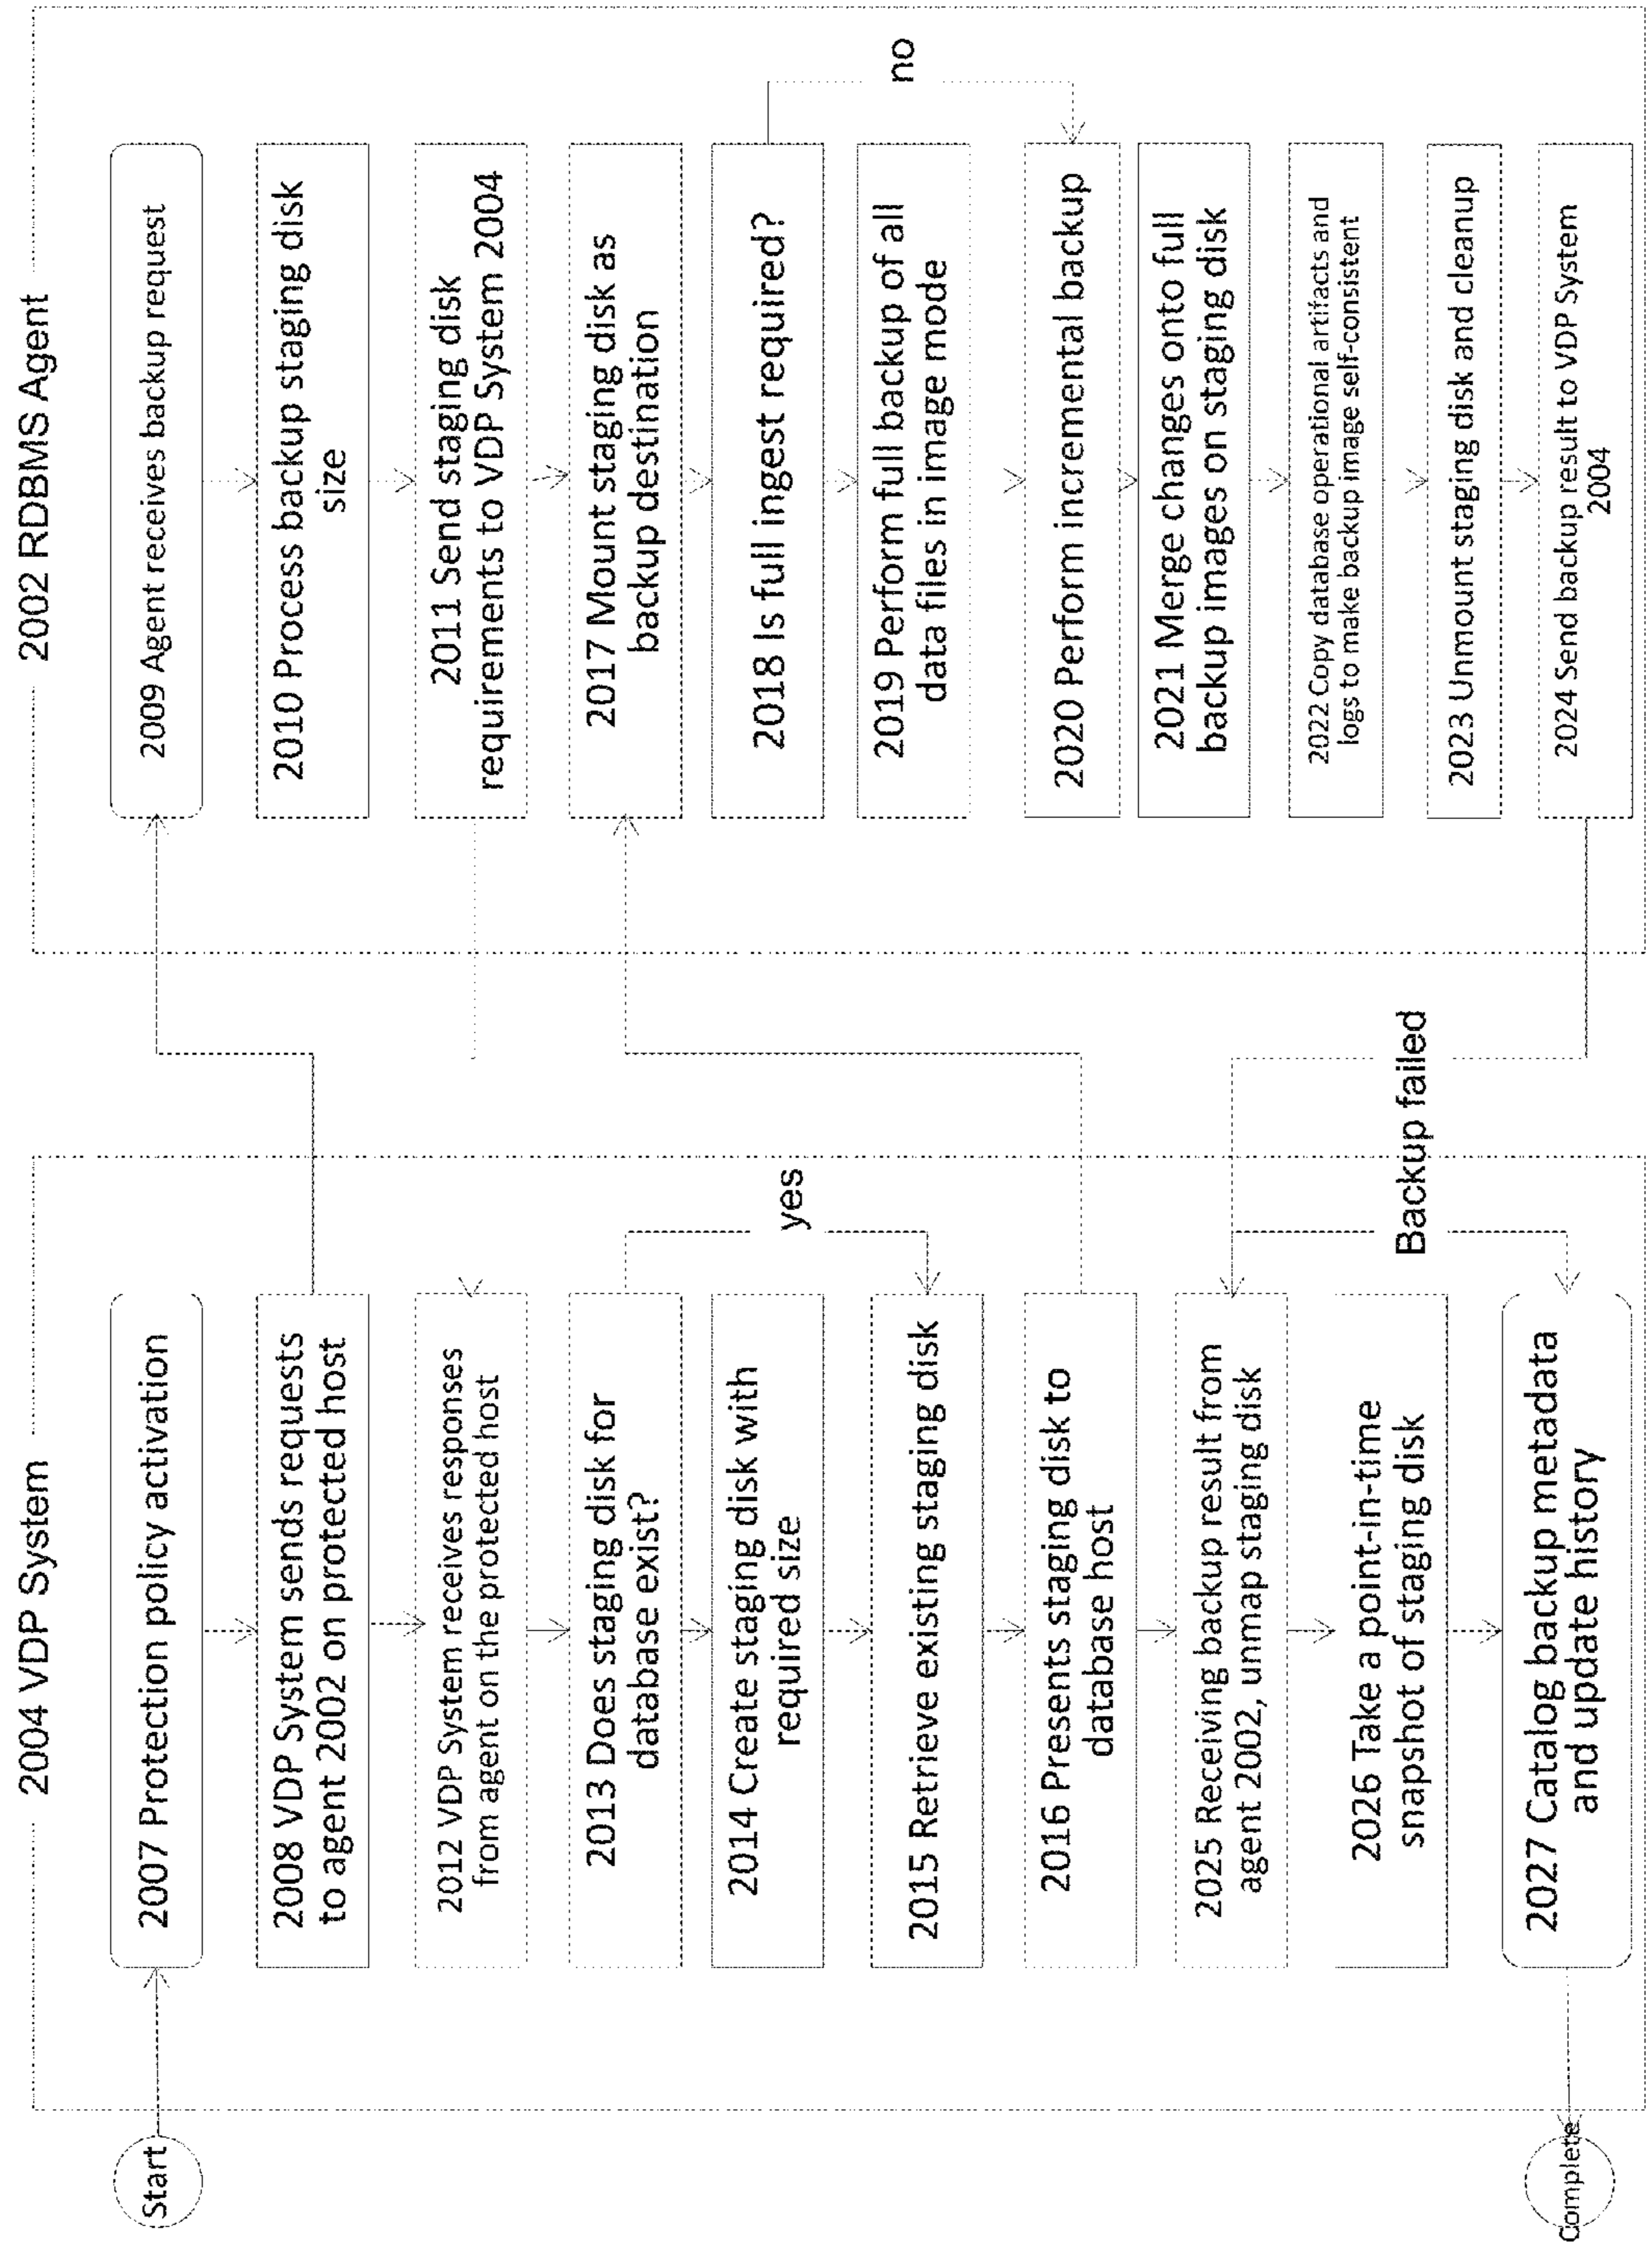 2004 VDP System
Start
2007 Protection policy activation
2008 VDP System sends requests
to agent 2002 on protected host
2012 VDP System receives responses
from agent on the protected host
2013 Does staging disk for
database exist?
yes
2014 Create staging disk with
required size
2015 Retrieve existing staging disk
2016 Presents staging disk to
database host
2025 Receiving backup result from
agent 2002, unmap staging disk
Backup failed
2026 Take a point-in-time
snapshot of staging disk
2027 Catalog backup metadata
and update history
Complete
2002 RDBMS Agent
2009 Agent receives backup request
2010 Process backup staging disk
size
2011 Send staging disk
requirements to VDP System 2004
2017 Mount staging disk as
backup destination
2018 Is full ingest required?
no
2019 Perform full backup of all
data files in image mode
2020 Perform incremental backup
2021 Merge changes onto full
backup images on staging disk
2022 Copy database operational artifacts and
logs to make backup image self-consistent
2023 Unmount staging disk and cleanup
2024 Send backup result to VDP System
2004